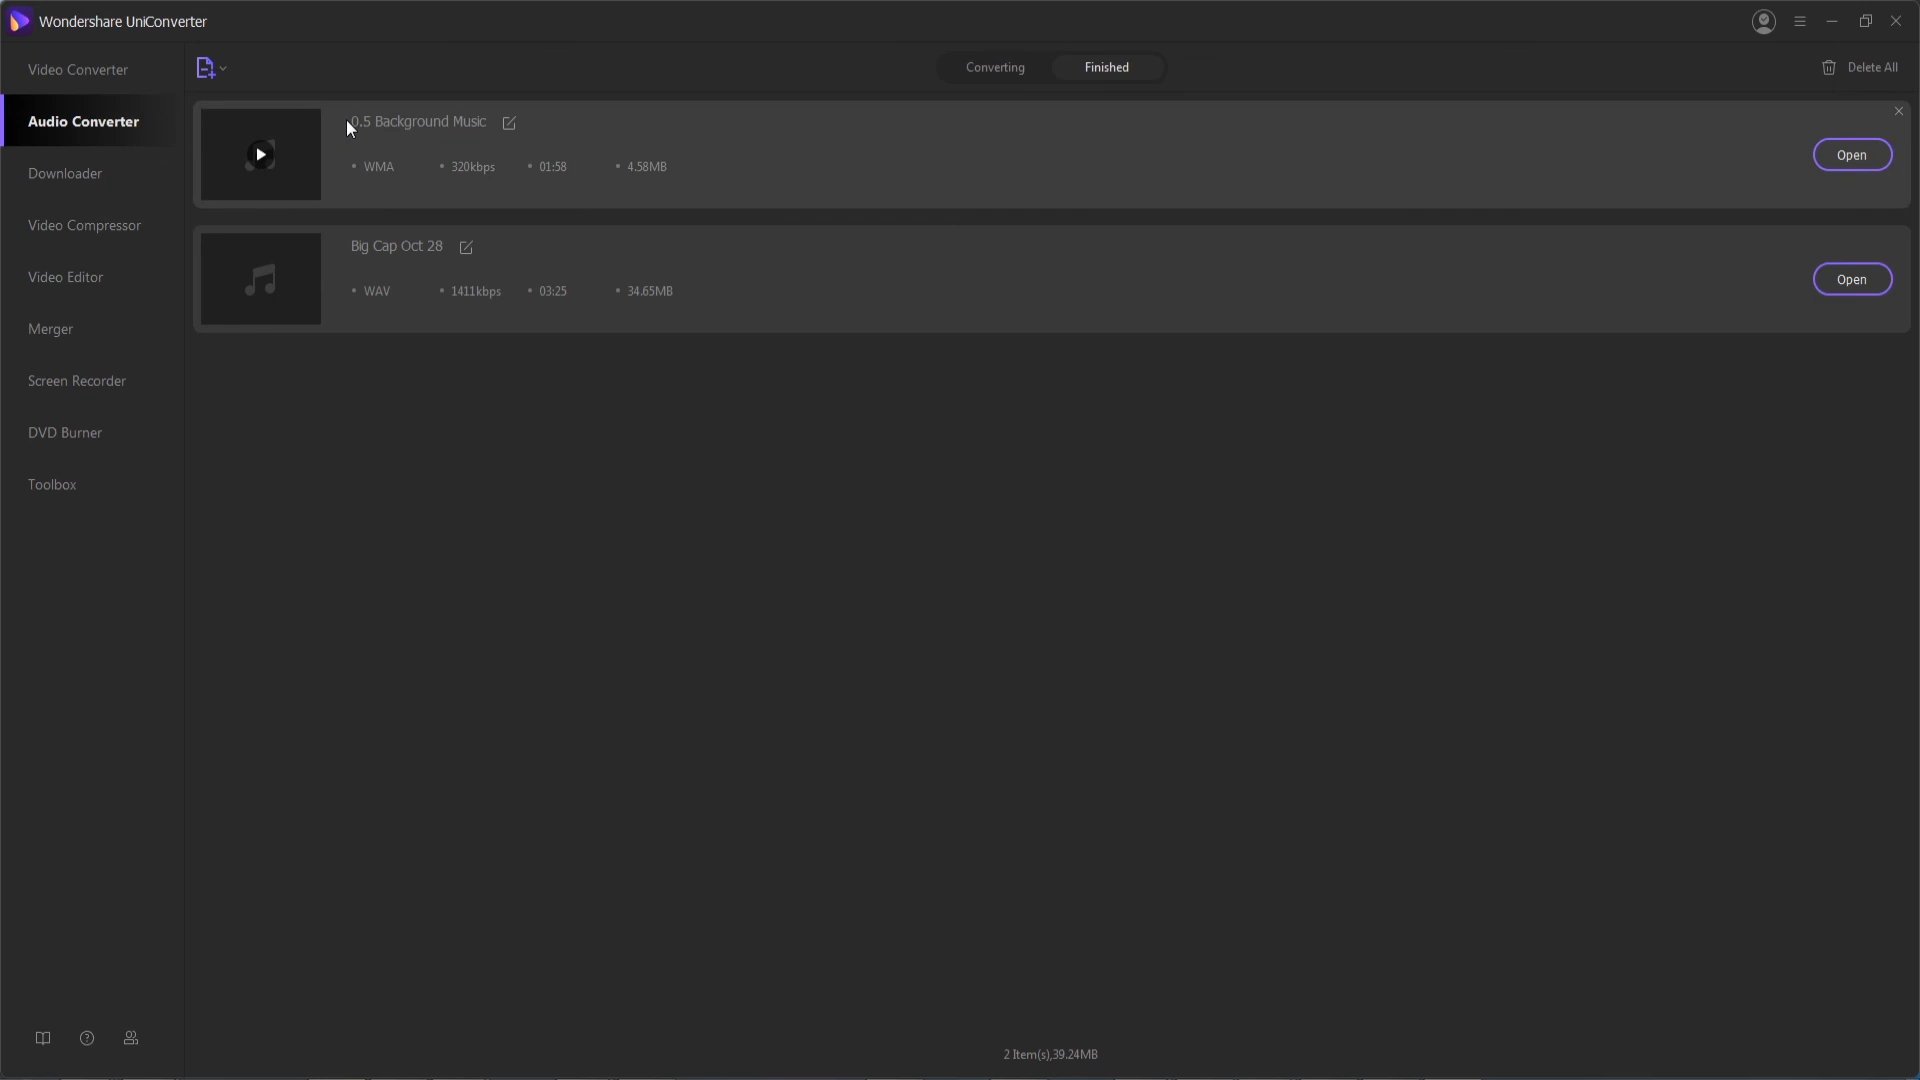 Wondershare UniConverter
Video Converter
Audio Converter
Downloader
Video Compressor
Video Editor
Merger
Screen Recorder
DVD Burner
Toolbox
Converting
Finished
Delete All
0.5 Background Music
• WMA • 320kbps • 01:58 • 4.58MB
Open
Big Cap Oct 28
• WAV • 1411kbps • 03:25 • 34.65MB
Open
2 Item(s),39.24MB